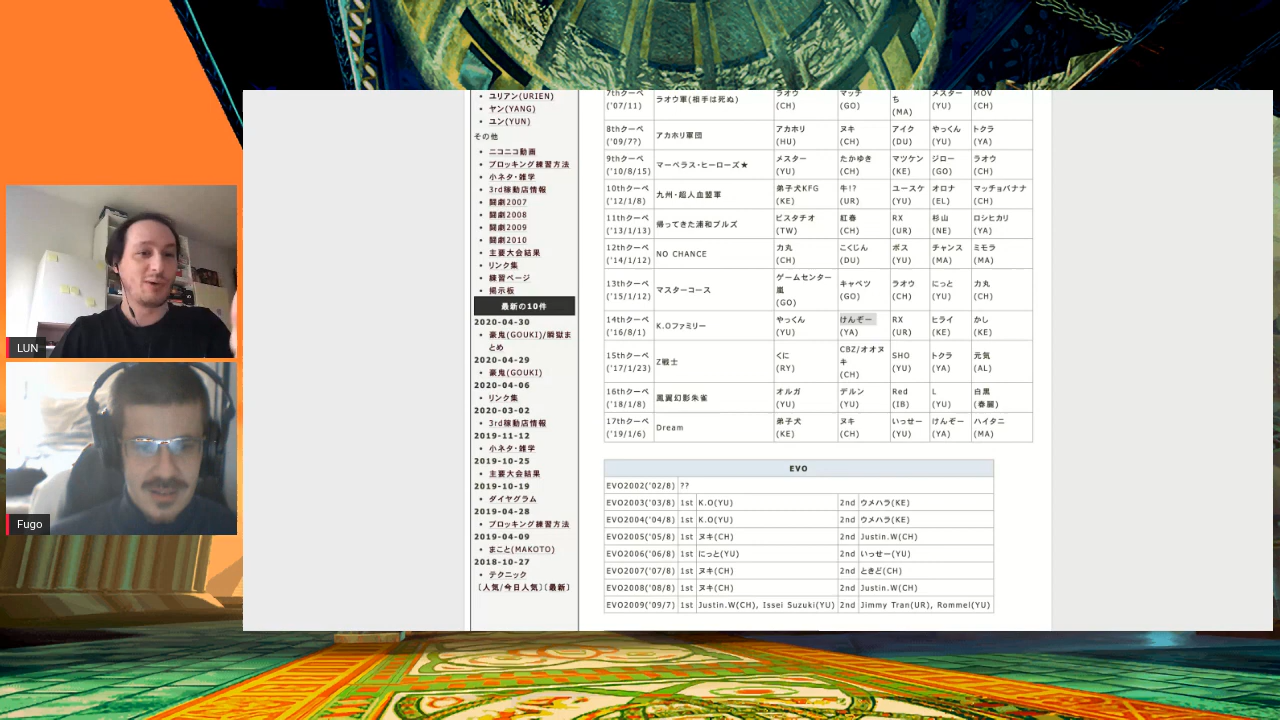 ユリアン(URIEN)
ヤン(YANG)
ユン(YUN)
その他
ニコニコ動画
ブロッキング練習方法
小ネタ・雑学
3rd稼動店情報
闘劇2007
闘劇2008
闘劇2009
闘劇2010
主要大会結果
リンク集
練習ページ
掲示板
最新の10件
2020-04-30
豪鬼(GOUKI)/瞬獄ま
とめ
2020-04-29
豪鬼(GOUKI)
2020-04-06
リンク集
2020-03-02
3rd稼動店情報
2019-11-12
小ネタ・雑学
2019-10-25
主要大会結果
2019-10-19
ダイヤグラム
2019-04-28
ブロッキング練習方法
2019-04-09
まこと(MAKOTO)
2018-10-27
テクニック
〔人気/今日人気〕〔最新〕
7thクーペ ('07/11) ラオウ軍(相手は死ぬ) ラオウ (CH) マッチ (GO) ち (MA) メスター (YU) MOV (CH)
8thクーペ ('09/7?) アカホリ軍団 アカホリ (HU) ヌキ (CH) アイク (DU) やっくん (YU) トクラ (YA)
9thクーペ ('10/8/15) マーベラス・ヒーローズ★ メスター (YU) たかゆき (CH) マツケン (KE) ジロー (GO) ラオウ (CH)
10thクーペ ('12/1/8) 九州・超人血盟軍 弟子犬KFG (KE) 牛!? (UR) ユースケ (YU) オロナ (EL) マッチョバナナ (CH)
11thクーペ ('13/1/13) 帰ってきた浦和ブルズ ピスタチオ (TW) 紅春 (CH) RX (UR) 杉山 (NE) ロシヒカリ (YA)
12thクーペ ('14/1/12) NO CHANCE 力丸 (CH) こくじん (DU) ボス (YU) チャンス (MA) ミモラ (MA)
13thクーペ ('15/1/12) マスターコース ゲームセンター嵐 (GO) キャベツ (GO) ラオウ (CH) にっと (YU) 力丸 (CH)
14thクーペ ('16/8/1) K.Oファミリー やっくん (YU) けんぞー (YA) RX (UR) ヒライ (KE) かし (KE)
15thクーペ ('17/1/23) Z戦士 くに (RY) CBZ/オオヌキ (CH) SHO (YU) トクラ (YA) 元気 (AL)
16thクーペ ('18/1/8) 鳳翼幻影朱雀 オルガ (YU) デルン (YU) Red (IB) L (YU) 白黒 (春麗)
17thクーペ ('19/1/6) Dream 弟子犬 (KE) ヌキ (CH) いっせー (YU) けんぞー (YA) ハイタニ (MA)
EVO
EVO2002('02/8) ??
EVO2003('03/8) 1st K.O(YU) 2nd ウメハラ(KE)
EVO2004('04/8) 1st K.O(YU) 2nd ウメハラ(KE)
EVO2005('05/8) 1st ヌキ(CH) 2nd Justin.W(CH)
EVO2006('06/8) 1st にっと(YU) 2nd いっせー(YU)
EVO2007('07/8) 1st ヌキ(CH) 2nd ときど(CH)
EVO2008('08/8) 1st ヌキ(CH) 2nd Justin.W(CH)
EVO2009('09/7) 1st Justin.W(CH), Issei Suzuki(YU) 2nd Jimmy Tran(UR), Rommel(YU)
LUN
Fugo